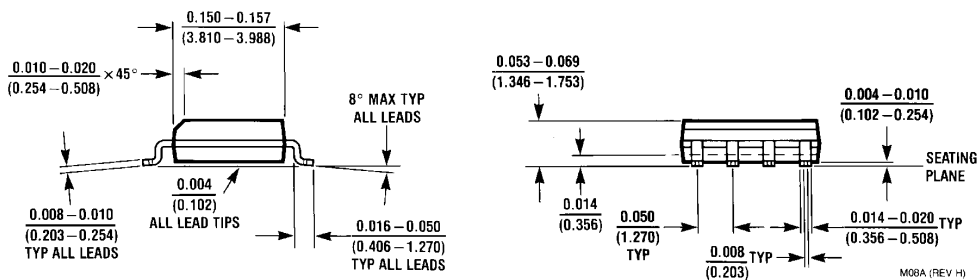 0.150 – 0.157
(3.810 – 3.988)
0.010 – 0.020
(0.254 – 0.508)
× 45°
8° MAX TYP
ALL LEADS
0.004
(0.102)
ALL LEAD TIPS
0.008 – 0.010
(0.203 – 0.254)
TYP ALL LEADS
0.016 – 0.050
(0.406 – 1.270)
TYP ALL LEADS
0.053 – 0.069
(1.346 – 1.753)
0.004 – 0.010
(0.102 – 0.254)
SEATING
PLANE
0.014
(0.356)
0.050
(1.270)
TYP
0.014 – 0.020
(0.356 – 0.508)
TYP
0.008
(0.203)
TYP
M08A (REV H)